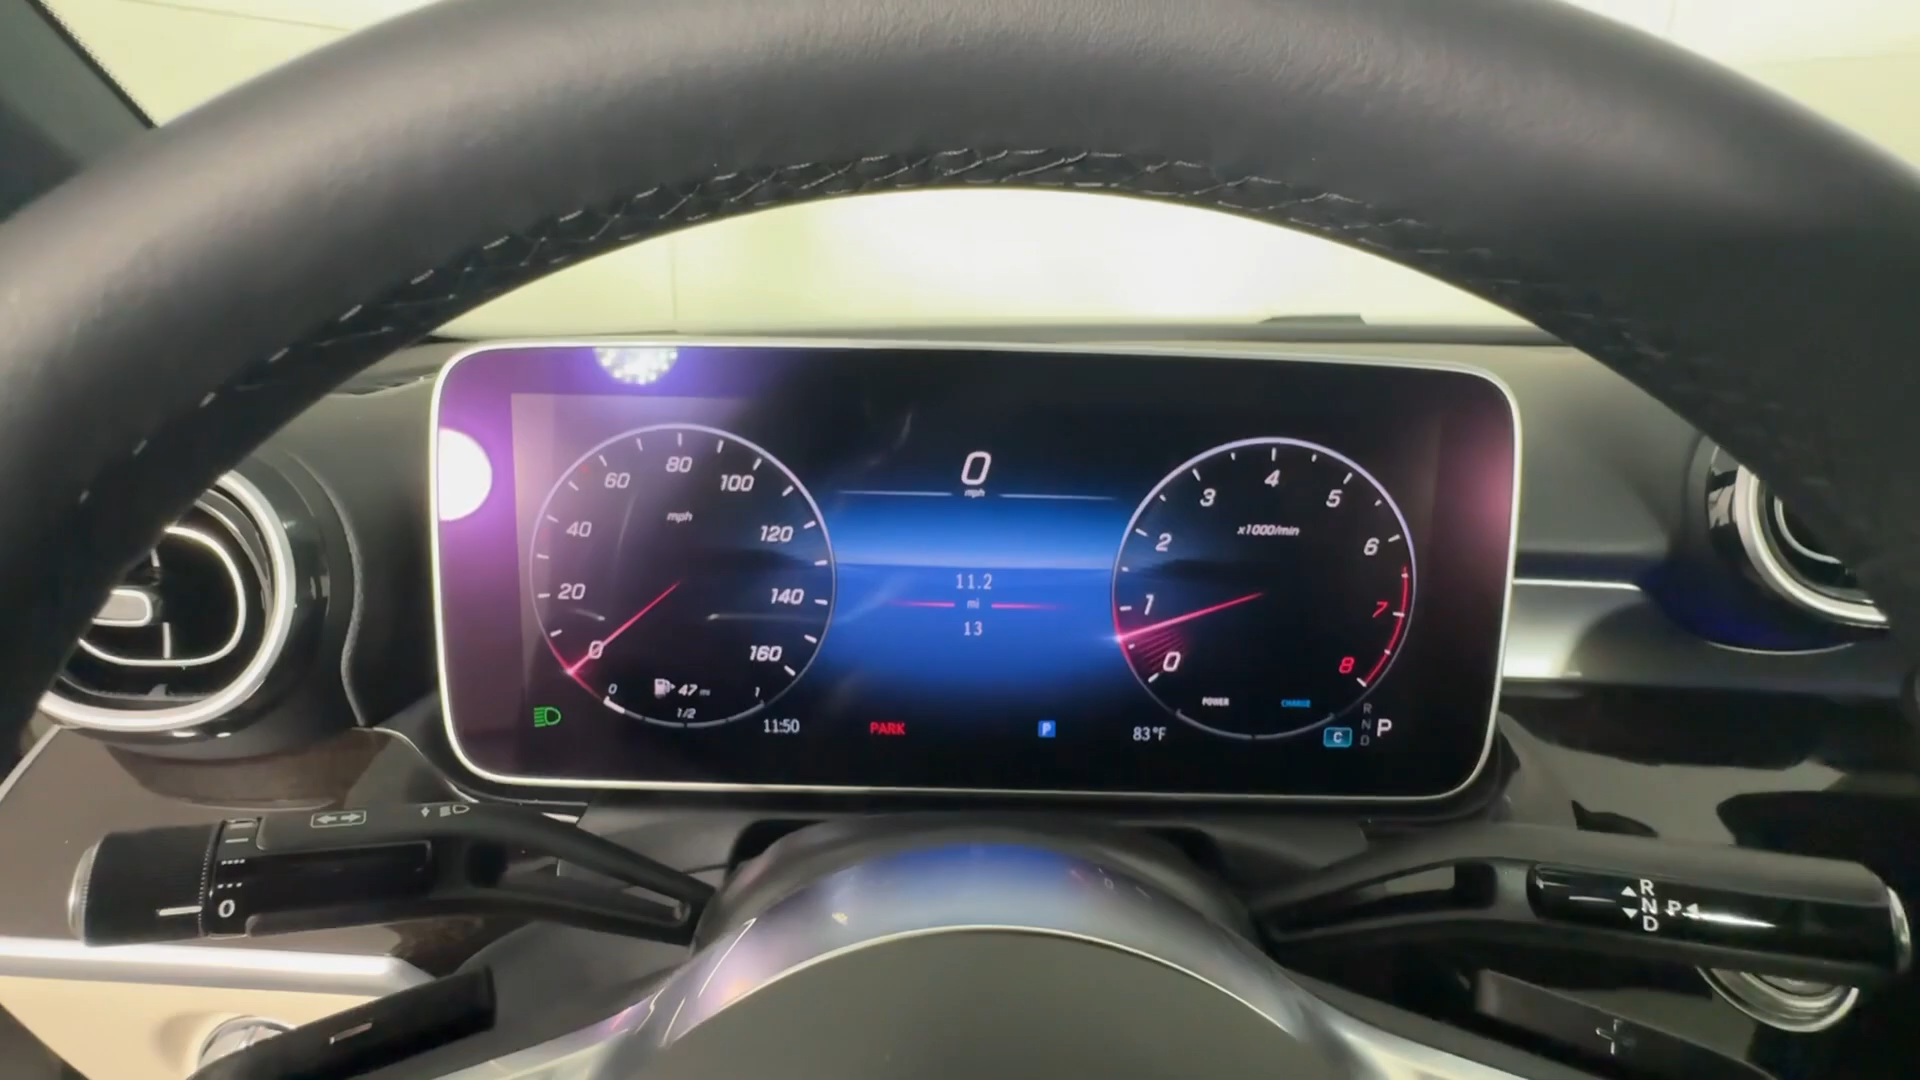 0
mph
60 80 100
40 mph 120
20 140
0 160
0 47 mi 1
1/2
11.2
mi
13
4
3 5
x1000/min
2 6
1 7
0 8
POWER CHARGE
11:50 PARK P 83°F
C
R
N P
D
0
R
N P
D